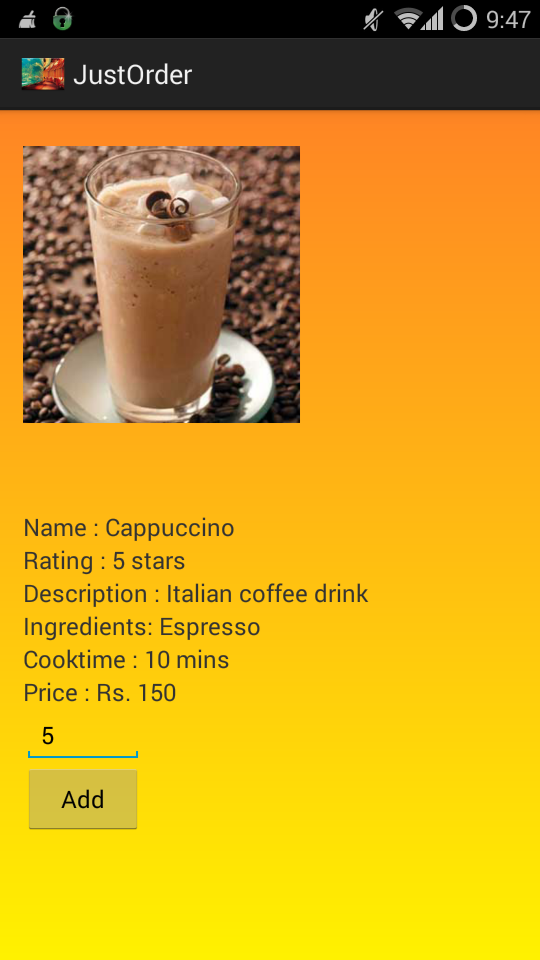 9:47
JustOrder
Name : Cappuccino
Rating : 5 stars
Description : Italian coffee drink
Ingredients: Espresso
Cooktime : 10 mins
Price : Rs. 150
5
Add